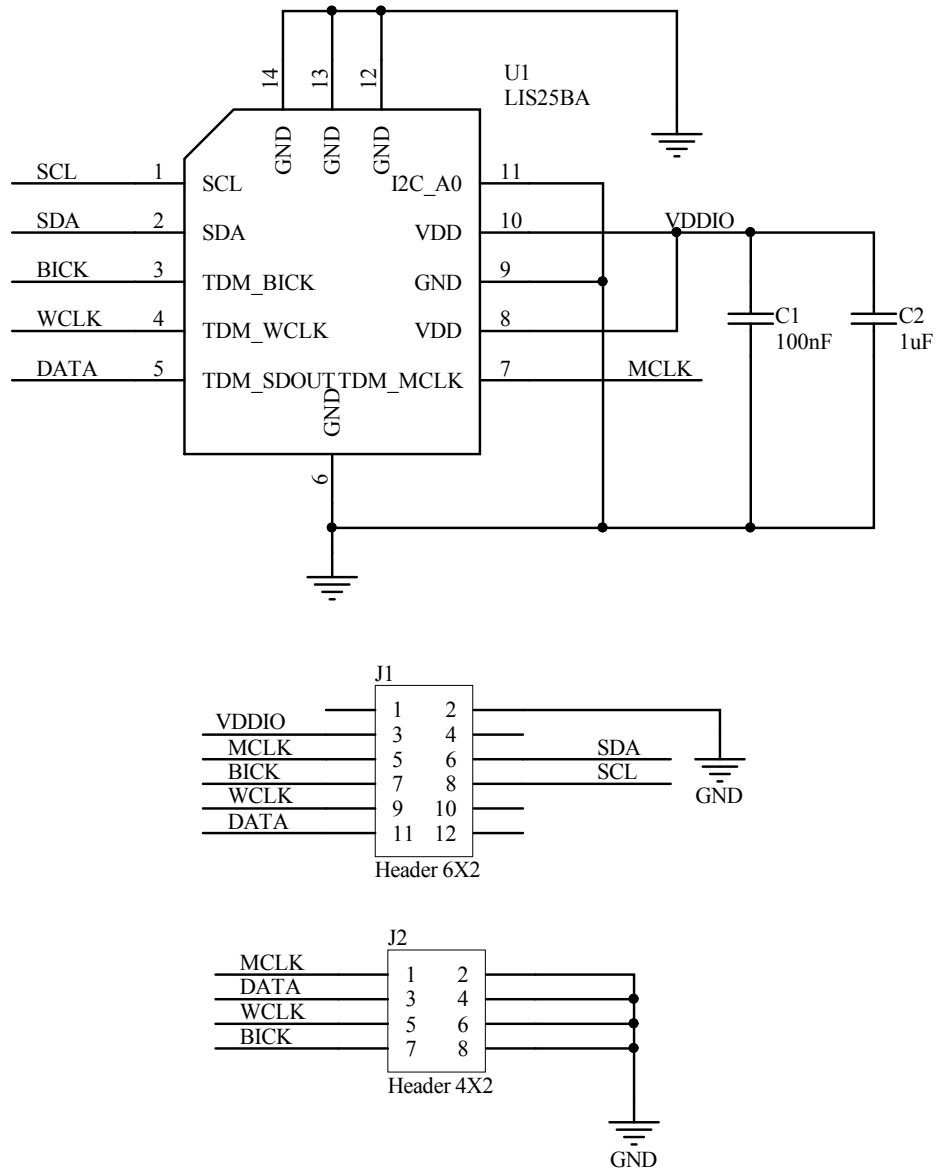 14 13 12
U1
LIS25BA
GND GND GND
SCL 1 SCL I2C_A0 11
SDA 2 SDA VDD 10 VDDIO
BICK 3 TDM_BICK GND 9
WCLK 4 TDM_WCLK VDD 8
C1 C2
100nF 1uF
DATA 5 TDM_SDOUT TDM_MCLK 7 MCLK
GND
6
J1
1 2
VDDIO 3 4
MCLK 5 6 SDA
BICK 7 8 SCL
GND
WCLK 9 10
DATA 11 12
Header 6X2
J2
MCLK 1 2
DATA 3 4
WCLK 5 6
BICK 7 8
Header 4X2
GND